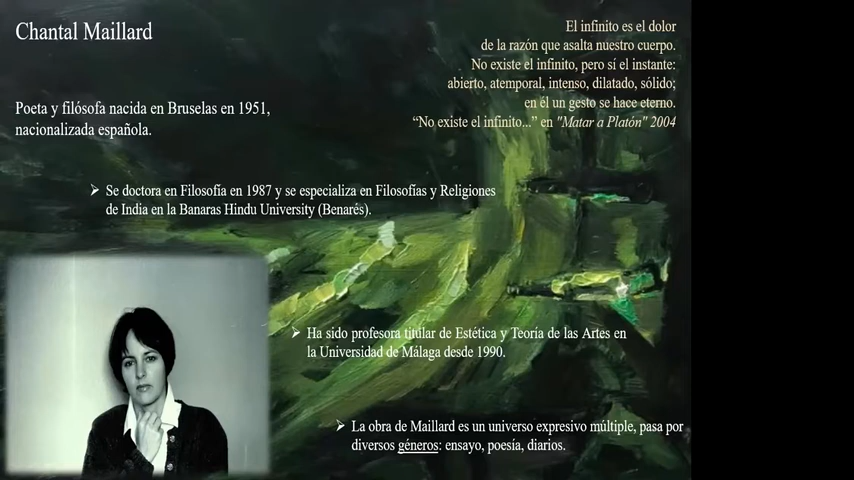 Chantal Maillard
El infinito es el dolor
de la razón que asalta nuestro cuerpo.
No existe el infinito, pero sí el instante:
abierto, atemporal, intenso, dilatado, sólido;
en él un gesto se hace eterno.
“No existe el infinito...” en "Matar a Platón" 2004
Poeta y filósofa nacida en Bruselas en 1951,
nacionalizada española.
➢ Se doctora en Filosofía en 1987 y se especializa en Filosofías y Religiones
de India en la Banaras Hindu University (Benarés).
➢ Ha sido profesora titular de Estética y Teoría de las Artes en
la Universidad de Málaga desde 1990.
➢ La obra de Maillard es un universo expresivo múltiple, pasa por
diversos géneros: ensayo, poesía, diarios.